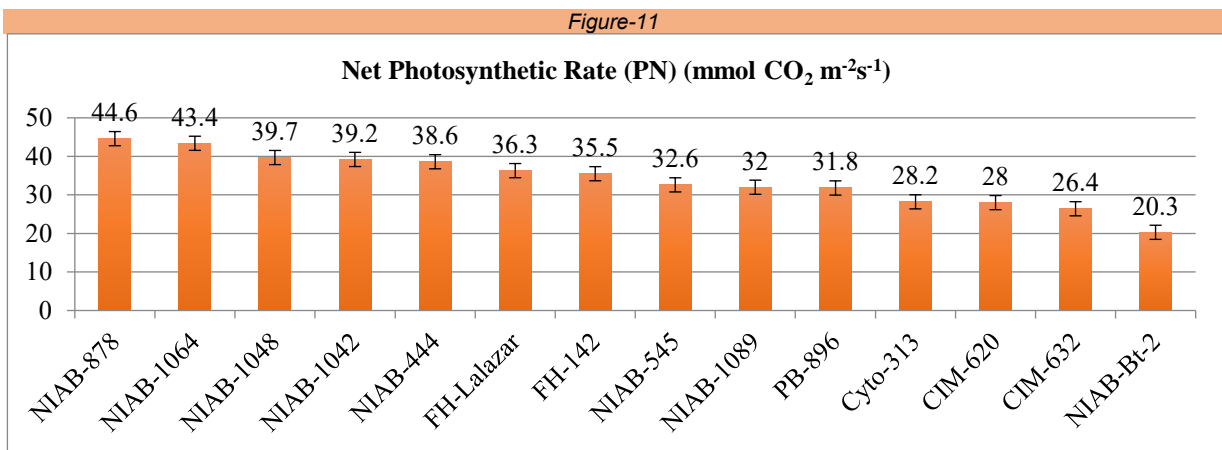 Figure-11
Net Photosynthetic Rate (PN) (mmol CO₂ m⁻²s⁻¹)
50
40
30
20
10
0
44.6
43.4
39.7
39.2
38.6
36.3
35.5
32.6
32
31.8
28.2
28
26.4
20.3
NIAB-878
NIAB-1064
NIAB-1048
NIAB-1042
NIAB-444
FH-Lalazar
FH-142
NIAB-545
NIAB-1089
PB-896
Cyto-313
CIM-620
CIM-632
NIAB-Bt-2